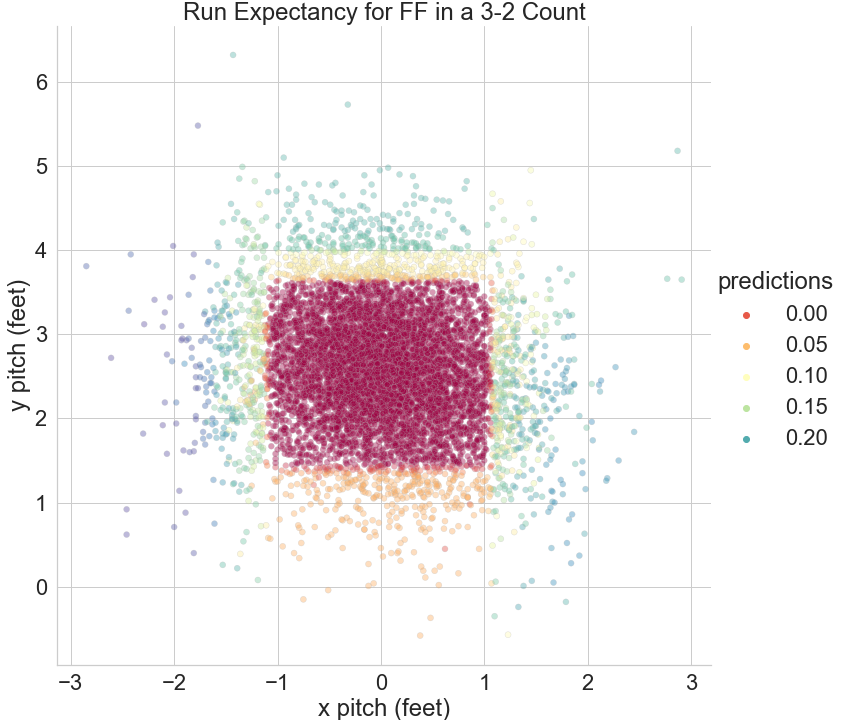 Run Expectancy for FF in a 3-2 Count
6
5
4
3
2
1
0
y pitch (feet)
−3 −2 −1 0 1 2 3
x pitch (feet)
predictions
0.00
0.05
0.10
0.15
0.20